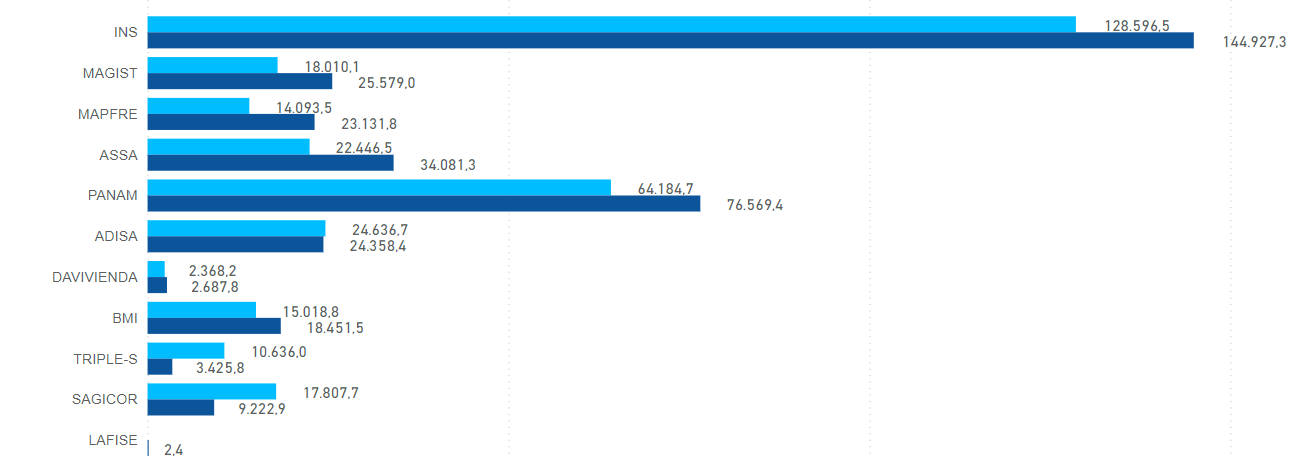 INS
128.596,5
144.927,3
MAGIST
18.010,1
25.579,0
MAPFRE
14.093,5
23.131,8
ASSA
22.446,5
34.081,3
PANAM
64.184,7
76.569,4
ADISA
24.636,7
24.358,4
DAVIVIENDA
2.368,2
2.687,8
BMI
15.018,8
18.451,5
TRIPLE-S
10.636,0
3.425,8
SAGICOR
17.807,7
9.222,9
LAFISE
2,4